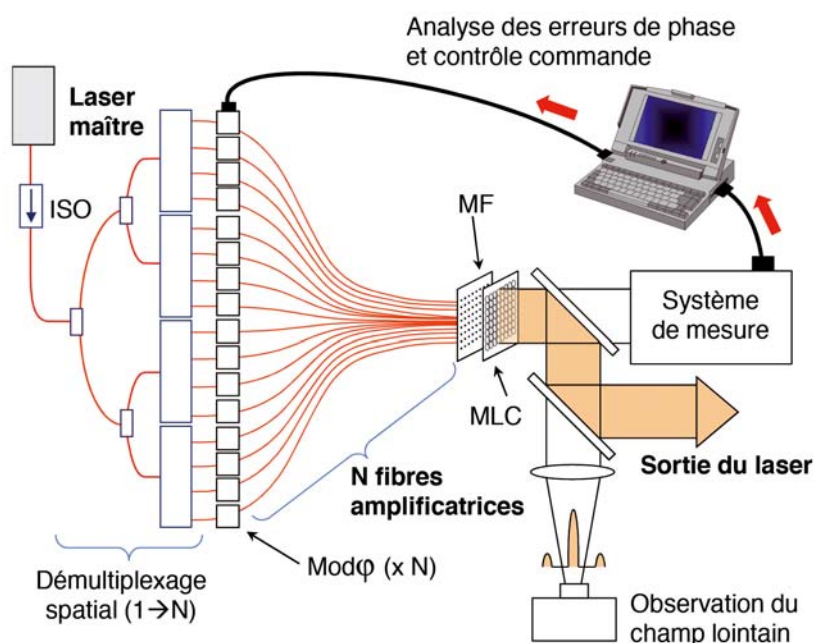 Analyse des erreurs de phase
et contrôle commande
Laser
maître
ISO
MF
Système
de mesure
MLC
Sortie du laser
N fibres
amplificatrices
Modφ (x N)
Démultiplexage
spatial (1→N)
Observation du
champ lointain